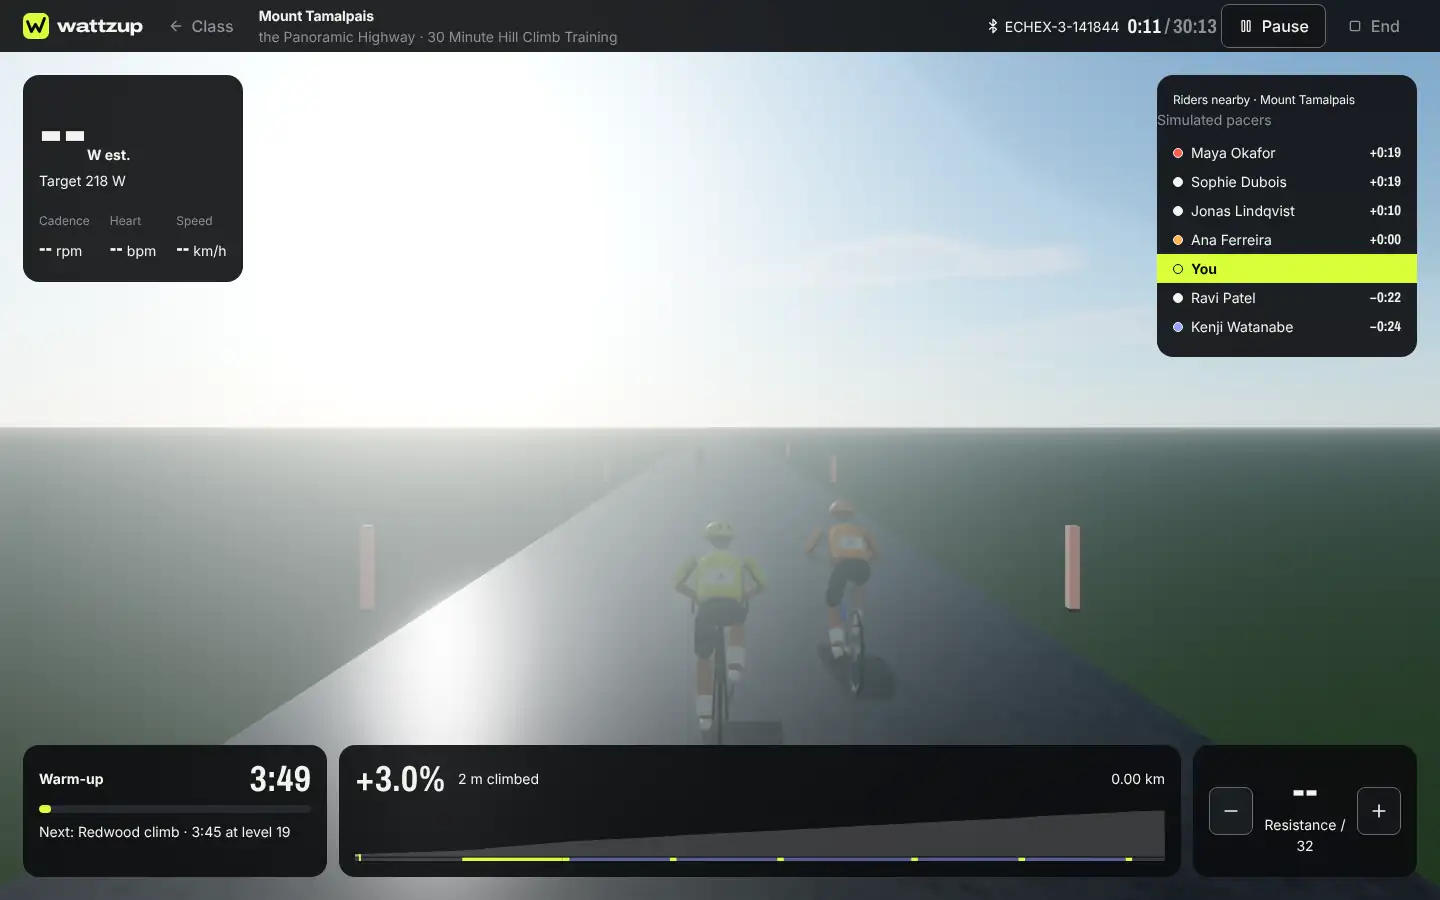 wattzup
Class
Mount Tamalpais
the Panoramic Highway · 30 Minute Hill Climb Training
ECHEX-3-141844
0:11 / 30:13
Pause
End
--
W est.
Target 218 W
Cadence Heart Speed
-- rpm -- bpm -- km/h
Riders nearby · Mount Tamalpais
Simulated pacers
Maya Okafor +0:19
Sophie Dubois +0:19
Jonas Lindqvist +0:10
Ana Ferreira +0:00
You
Ravi Patel −0:22
Kenji Watanabe −0:24
Warm-up 3:49
Next: Redwood climb · 3:45 at level 19
+3.0% 2 m climbed 0.00 km
−
--
+
Resistance /
32